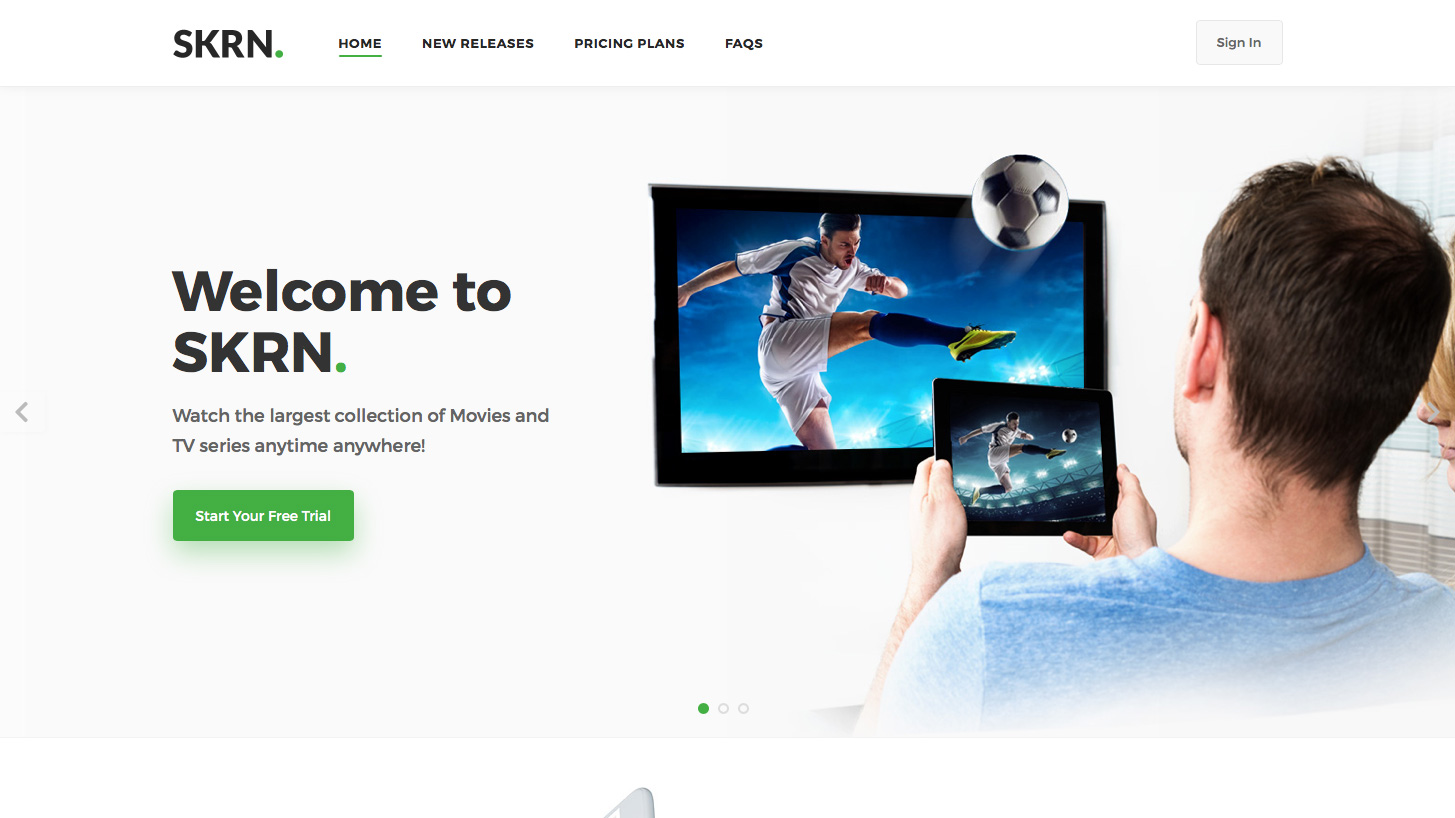 SKRN.
HOME
NEW RELEASES
PRICING PLANS
FAQS
Sign In
Welcome to
SKRN.
Watch the largest collection of Movies and
TV series anytime anywhere!
Start Your Free Trial